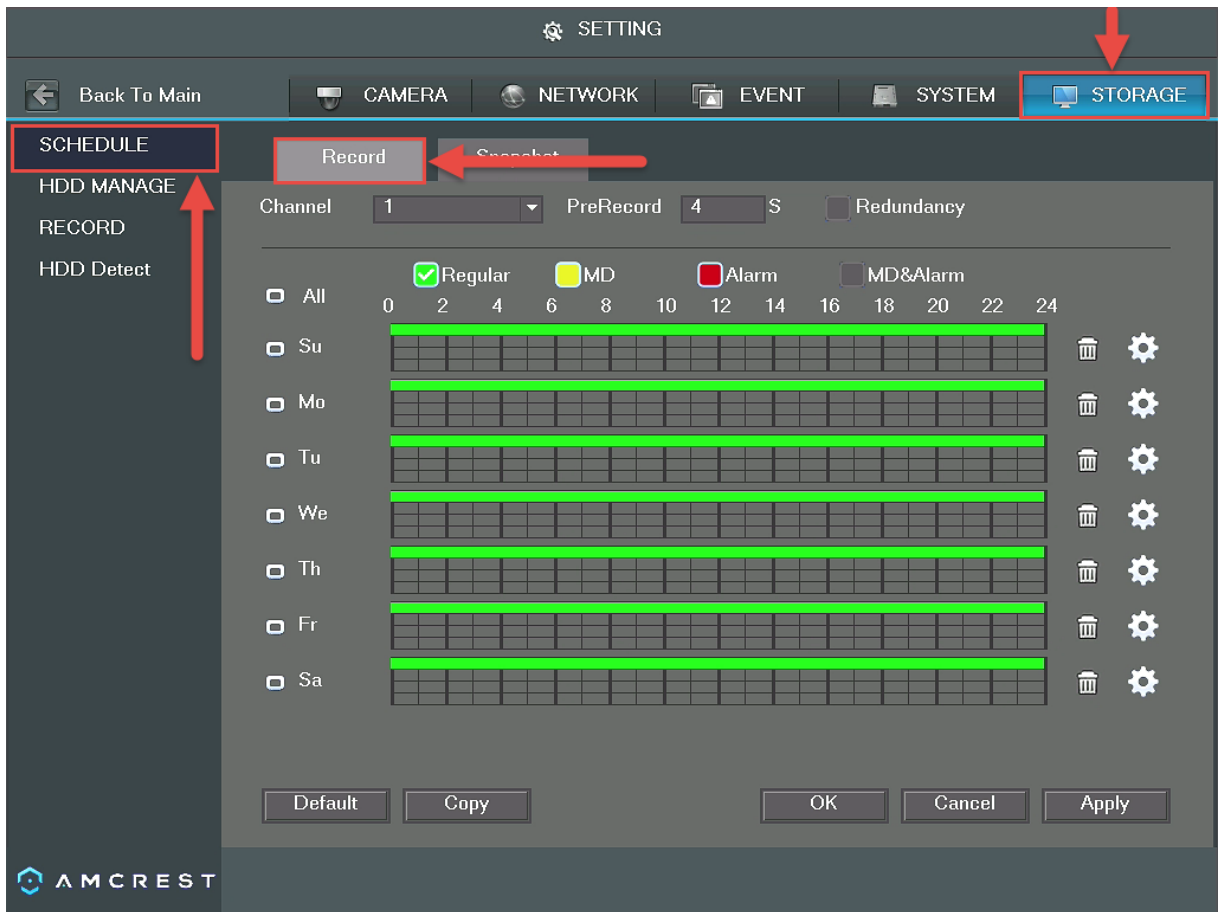 SETTING
Back To Main CAMERA NETWORK EVENT SYSTEM STORAGE
SCHEDULE
HDD MANAGE
RECORD
HDD Detect
Record Snapshot
Channel 1 PreRecord 4 S Redundancy
Regular MD Alarm MD&Alarm
All 0 2 4 6 8 10 12 14 16 18 20 22 24
Su
Mo
Tu
We
Th
Fr
Sa
Default Copy OK Cancel Apply
AMCREST